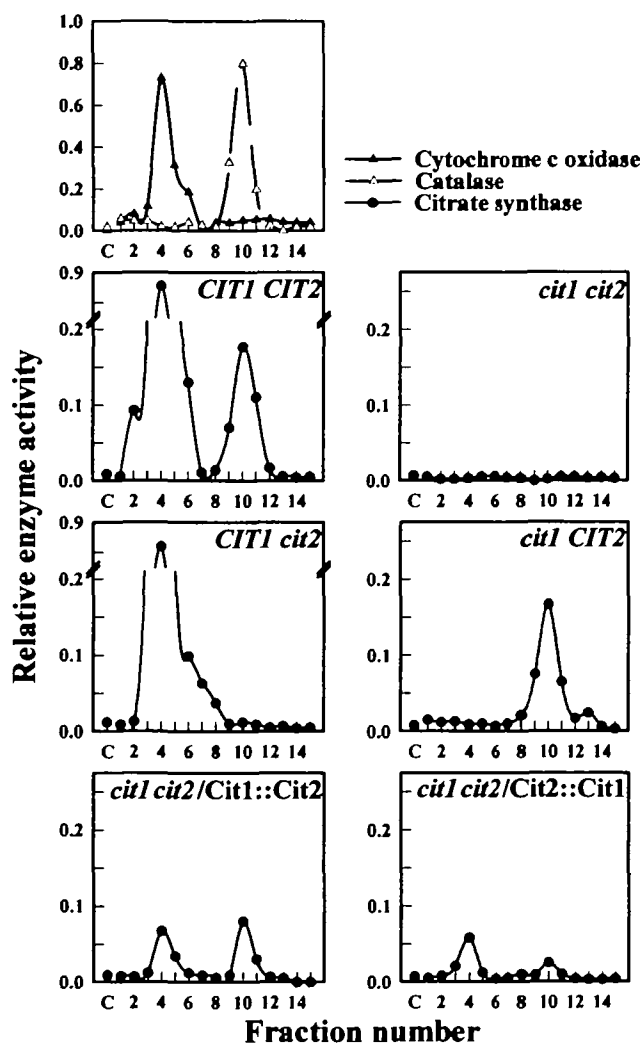 1.0
0.8
0.6
0.4
0.2
0.0
C 2 4 6 8 10 12 14
Cytochrome c oxidase
Catalase
Citrate synthase
Relative enzyme activity
0.9
0.2
0.1
0.0
CIT1 CIT2
C 2 4 6 8 10 12 14
0.2
0.1
0.0
cit1 cit2
C 2 4 6 8 10 12 14
0.9
0.2
0.1
0.0
CIT1 cit2
C 2 4 6 8 10 12 14
0.2
0.1
0.0
cit1 CIT2
C 2 4 6 8 10 12 14
0.2
0.1
0.0
cit1 cit2/Cit1::Cit2
C 2 4 6 8 10 12 14
0.2
0.1
0.0
cit1 cit2/Cit2::Cit1
C 2 4 6 8 10 12 14
Fraction number